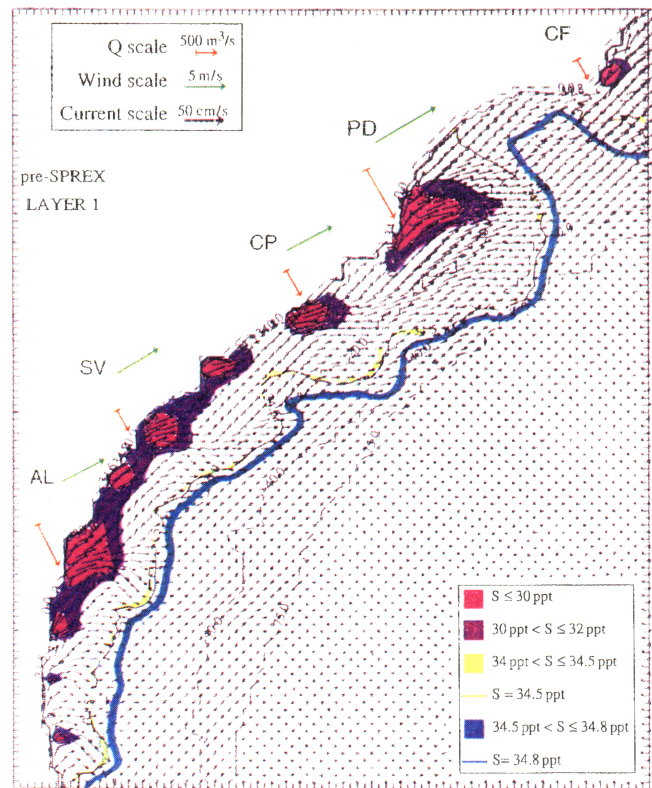 Q scale 500 m³/s
Wind scale 5 m/s
Current scale 50 cm/s
CF
PD
pre-SPREX
LAYER 1
CP
SV
AL
S ≤ 30 ppt
30 ppt < S ≤ 32 ppt
34 ppt < S ≤ 34.5 ppt
S = 34.5 ppt
34.5 ppt < S ≤ 34.8 ppt
S= 34.8 ppt